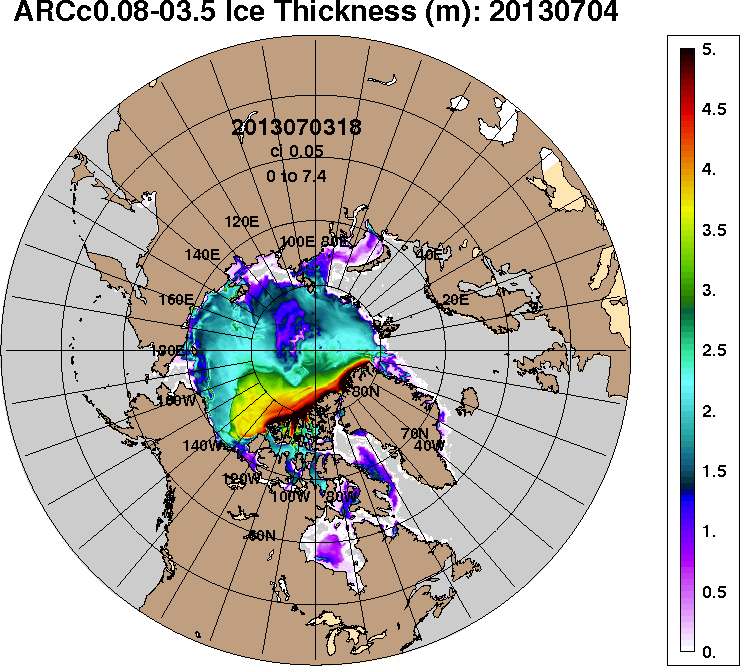 ARCc0.08-03.5 Ice Thickness (m): 20130704
2013070318
ci 0.05
0 to 7.4
120E
100E 80E
140E
40E
160E
20E
180E
160W
80N
70N
140W
40W
120W
100W 80W
60N
5.
4.5
4.
3.5
3.
2.5
2.
1.5
1.
0.5
0.